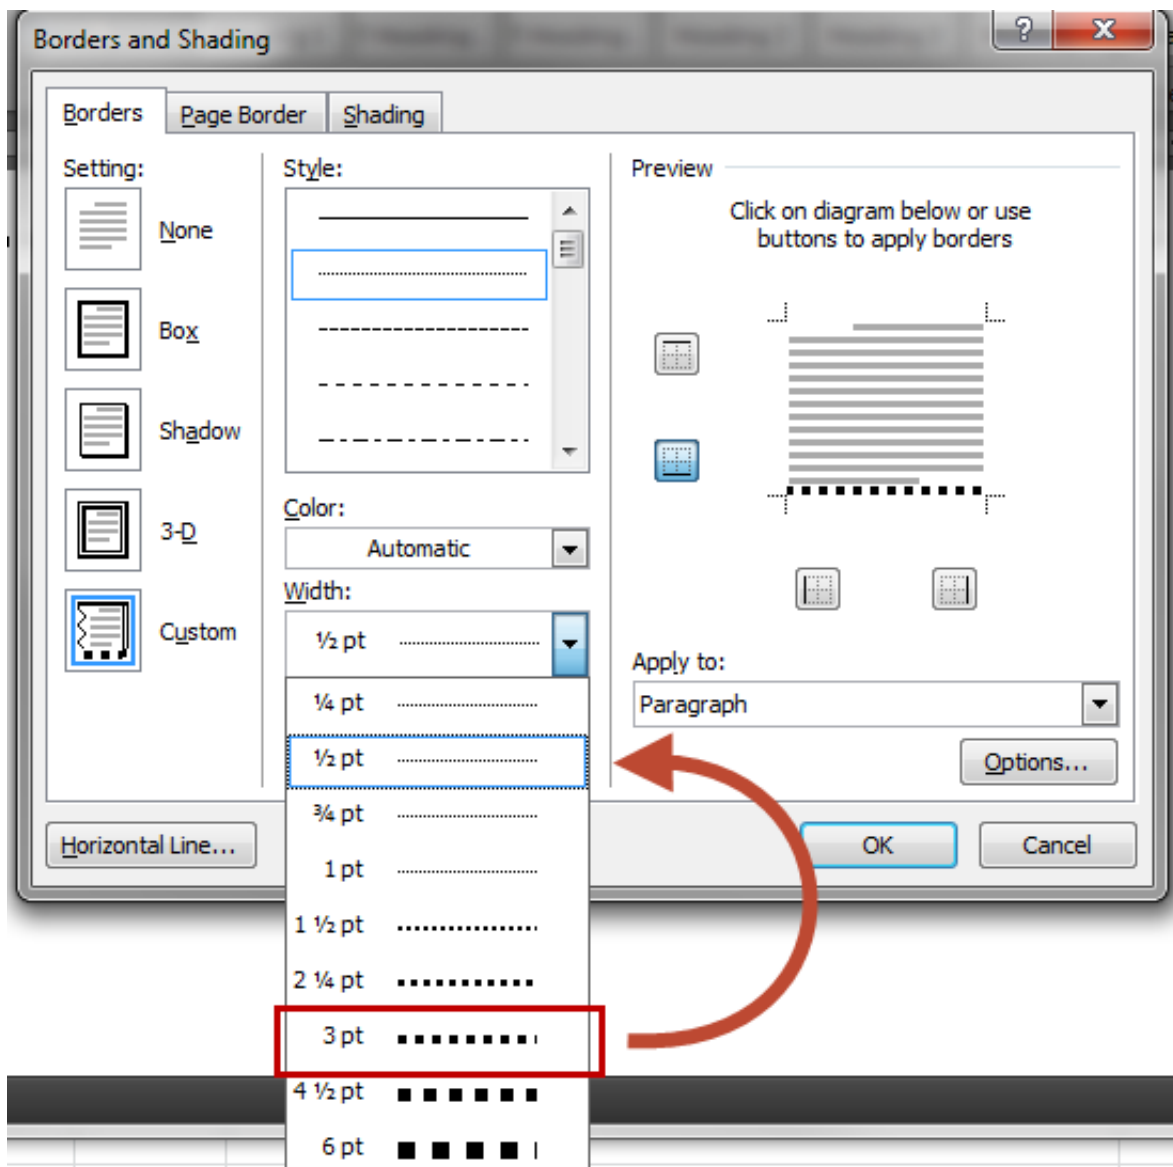 Borders and Shading
?
Borders
Page Border
Shading
Setting:
None
Box
Shadow
3-D
Custom
Style:
Color:
Automatic
Width:
½ pt
¼ pt
½ pt
¾ pt
1 pt
1 ½ pt
2 ¼ pt
3 pt
4 ½ pt
6 pt
Preview
Click on diagram below or use
buttons to apply borders
Apply to:
Paragraph
Options...
Horizontal Line...
OK
Cancel